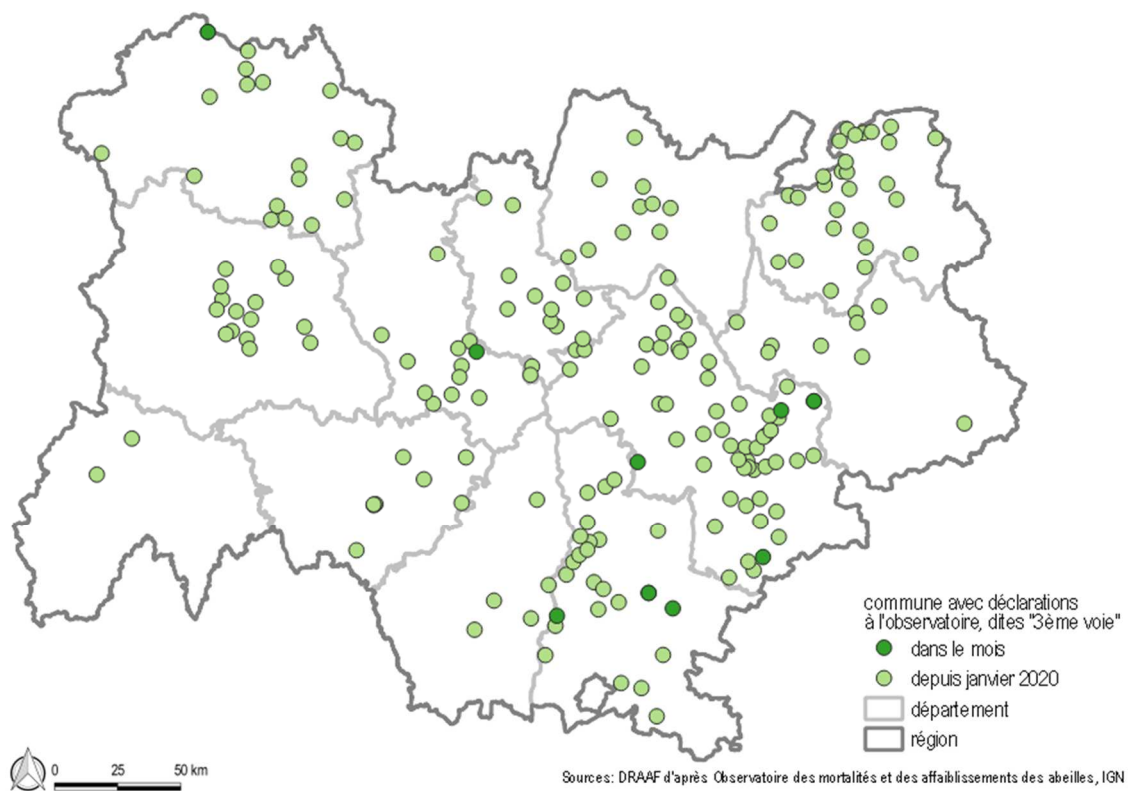 commune avec déclarations
à l'observatoire, dites "3ème voie"
dans le mois
depuis janvier 2020
département
région
0 25 50 km
Sources: DRAAF d'après Observatoire des mortalités et des affaiblissements des abeilles, IGN